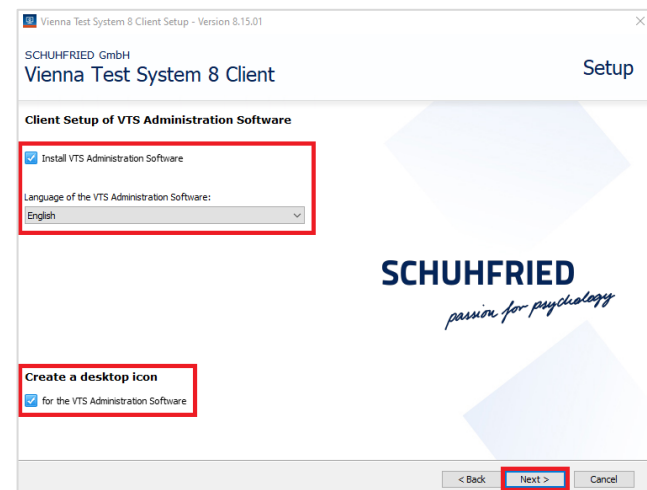 Vienna Test System 8 Client Setup - Version 8.15.01
SCHUHFRIED GmbH
Vienna Test System 8 Client
Setup
Client Setup of VTS Administration Software
Install VTS Administration Software
Language of the VTS Administration Software:
English
SCHUHFRIED
passion for psychology
Create a desktop icon
for the VTS Administration Software
< Back
Next >
Cancel